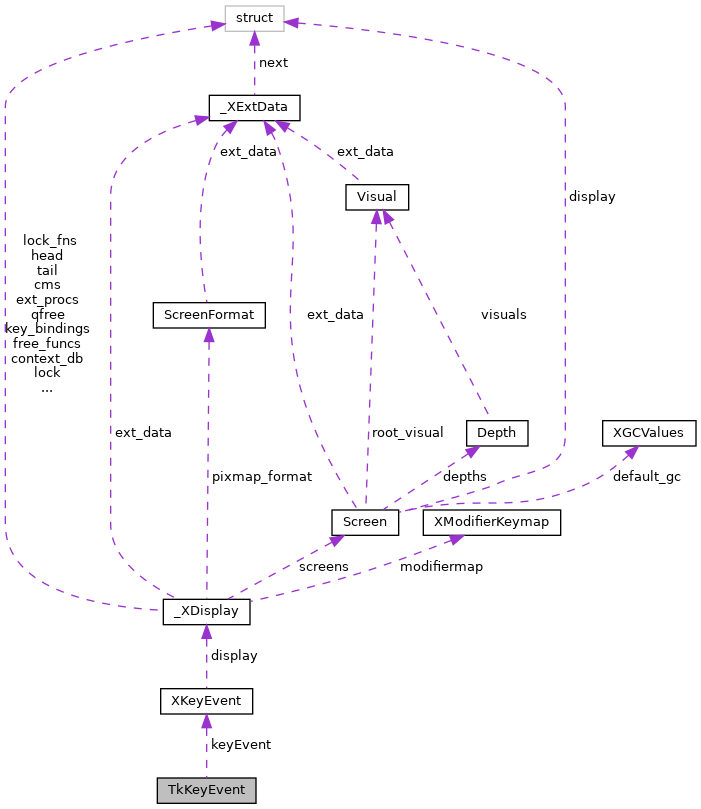 struct
next
_XExtData
ext_data
ext_data
Visual
display
lock_fns
head
tail
cms
ext_procs
qfree
key_bindings
free_funcs
context_db
lock
...
ScreenFormat
ext_data
visuals
ext_data
root_visual
Depth
XGCValues
pixmap_format
depths
default_gc
Screen
XModifierKeymap
screens
modifiermap
_XDisplay
display
XKeyEvent
keyEvent
TkKeyEvent